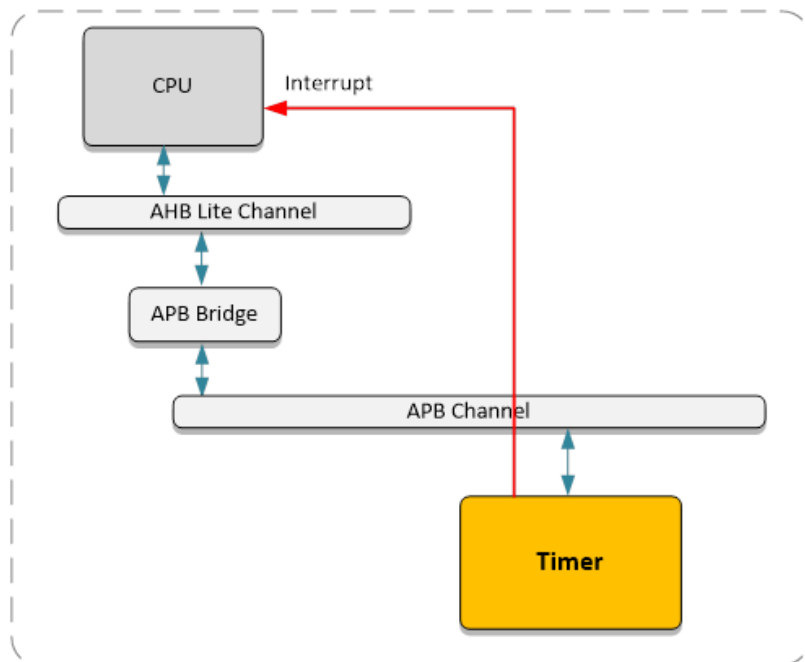 CPU
Interrupt
AHB Lite Channel
APB Bridge
APB Channel
Timer